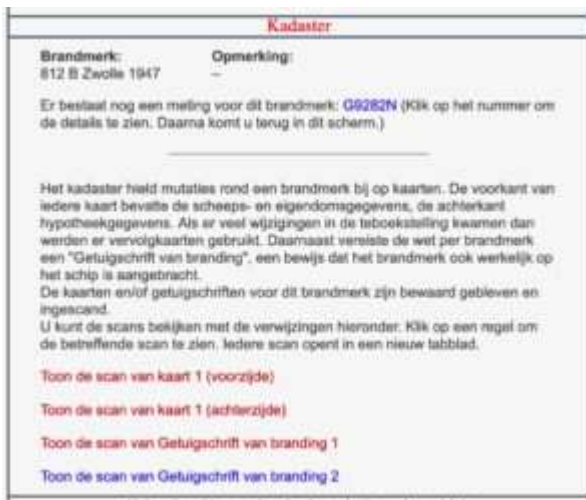 Kadaster
Brandmerk: Opmerking:
812 B Zwolle 1947 –
Er bestaat nog een meting voor dit brandmerk: G9282N (Klik op het nummer om
de details te zien. Daarna komt u terug in dit scherm.)
Het kadaster hield mutaties rond een brandmerk bij op kaarten. De voorkant van
iedere kaart bevatte de scheeps- en eigendomsgegevens, de achterkant
hypotheekgegevens. Als er veel wijzigingen in de teboekstelling kwamen dan
werden er vervolgkaarten gebruikt. Daarnaast vereiste de wet per brandmerk
een "Getuigschrift van branding", een bewijs dat het brandmerk ook werkelijk op
het schip is aangebracht.
De kaarten en/of getuigschriften voor dit brandmerk zijn bewaard gebleven en
ingescand.
U kunt de scans bekijken met de verwijzingen hieronder. Klik op een regel om
de betreffende scan te zien. Iedere scan opent in een nieuw tabblad.
Toon de scan van kaart 1 (voorzijde)
Toon de scan van kaart 1 (achterzijde)
Toon de scan van Getuigschrift van branding 1
Toon de scan van Getuigschrift van branding 2